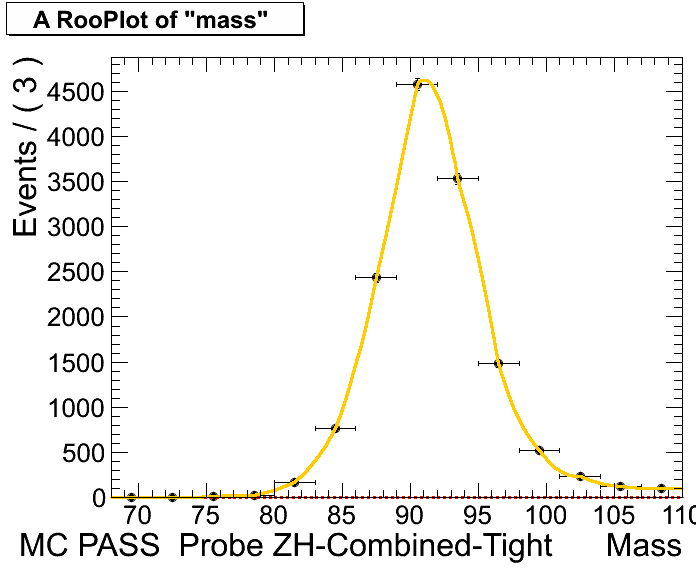 A RooPlot of "mass"
Events / ( 3 )
4500
4000
3500
3000
2500
2000
1500
1000
500
0
70 75 80 85 90 95 100 105 110
MC PASS Probe ZH-Combined-Tight Mass